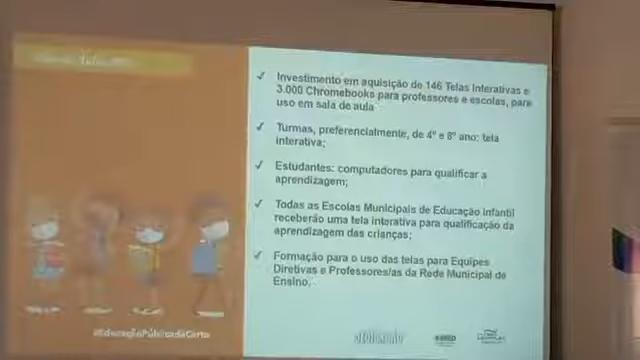 Investimento em aquisição de 146 Telas Interativas e
3.000 Chromebooks para professores e escolas, para
uso em sala de aula
Turmas, preferencialmente, de 4º e 8º ano: tela
interativa;
Estudantes: computadores para qualificar a
aprendizagem;
Todas as Escolas Municipais de Educação Infantil
receberão uma tela interativa para qualificação da
aprendizagem das crianças;
Formação para o uso das telas para Equipes
Diretivas e Professores/as da Rede Municipal de
Ensino.
#EducaçãoPúblicadáCerto